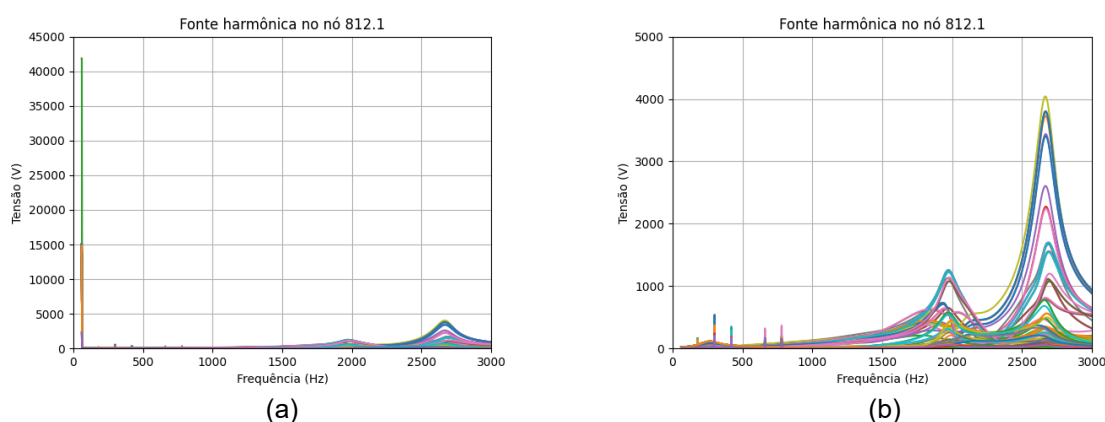 Fonte harmônica no nó 812.1
45000
40000
35000
30000
25000
20000
15000
10000
5000
0
Tensão (V)
0 500 1000 1500 2000 2500 3000
Frequência (Hz)
(a)
Fonte harmônica no nó 812.1
5000
4000
3000
2000
1000
0
Tensão (V)
0 500 1000 1500 2000 2500 3000
Frequência (Hz)
(b)